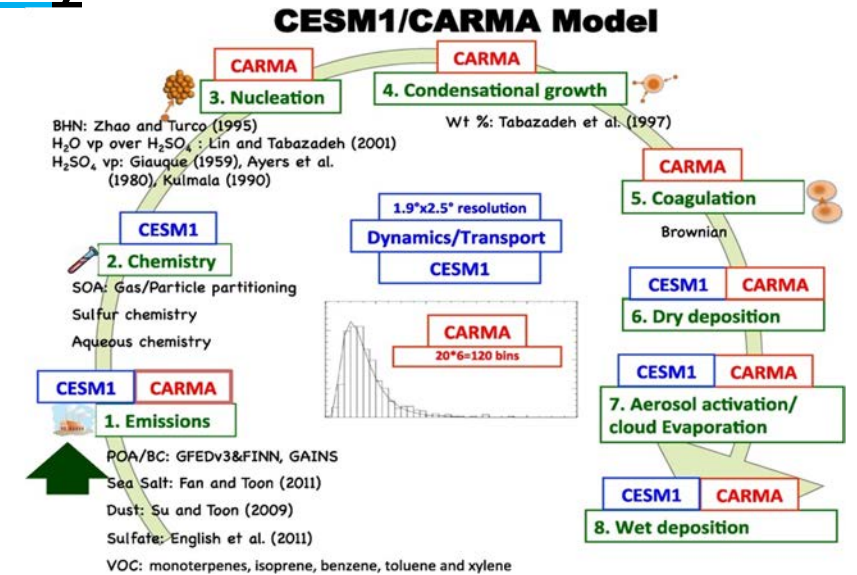 CESM1/CARMA Model
CARMA
3. Nucleation
BHN: Zhao and Turco (1995)
H₂O vp over H₂SO₄ : Lin and Tabazadeh (2001)
H₂SO₄ vp: Giauque (1959), Ayers et al.
(1980), Kulmala (1990)
CARMA
4. Condensational growth
Wt %: Tabazadeh et al. (1997)
CARMA
5. Coagulation
Brownian
CESM1
2. Chemistry
SOA: Gas/Particle partitioning
Sulfur chemistry
Aqueous chemistry
1.9°x2.5° resolution
Dynamics/Transport
CESM1
CARMA
20*6=120 bins
CESM1 CARMA
6. Dry deposition
CESM1 CARMA
7. Aerosol activation/
cloud Evaporation
CESM1 CARMA
8. Wet deposition
CESM1 CARMA
1. Emissions
POA/BC: GFEDv3&FINN, GAINS
Sea Salt: Fan and Toon (2011)
Dust: Su and Toon (2009)
Sulfate: English et al. (2011)
VOC: monoterpenes, isoprene, benzene, toluene and xylene